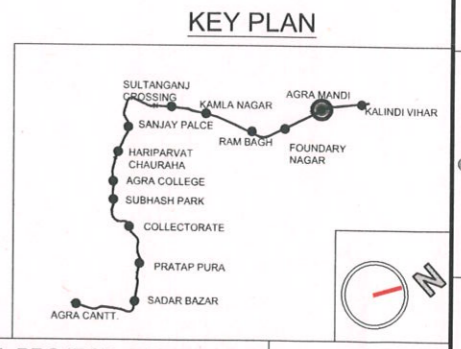 KEY PLAN
SULTANGANJ
CROSSING
KAMLA NAGAR
AGRA MANDI
KALINDI VIHAR
SANJAY PALCE
RAM BAGH
FOUNDARY
NAGAR
HARIPARVAT
CHAURAHA
AGRA COLLEGE
SUBHASH PARK
COLLECTORATE
PRATAP PURA
SADAR BAZAR
AGRA CANTT.
N